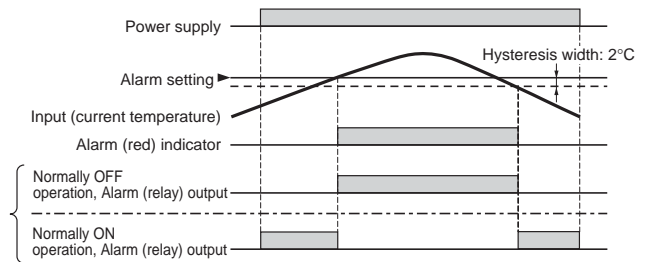 Power supply
Hysteresis width: 2°C
Alarm setting
Input (current temperature)
Alarm (red) indicator
Normally OFF
operation, Alarm (relay) output
Normally ON
operation, Alarm (relay) output